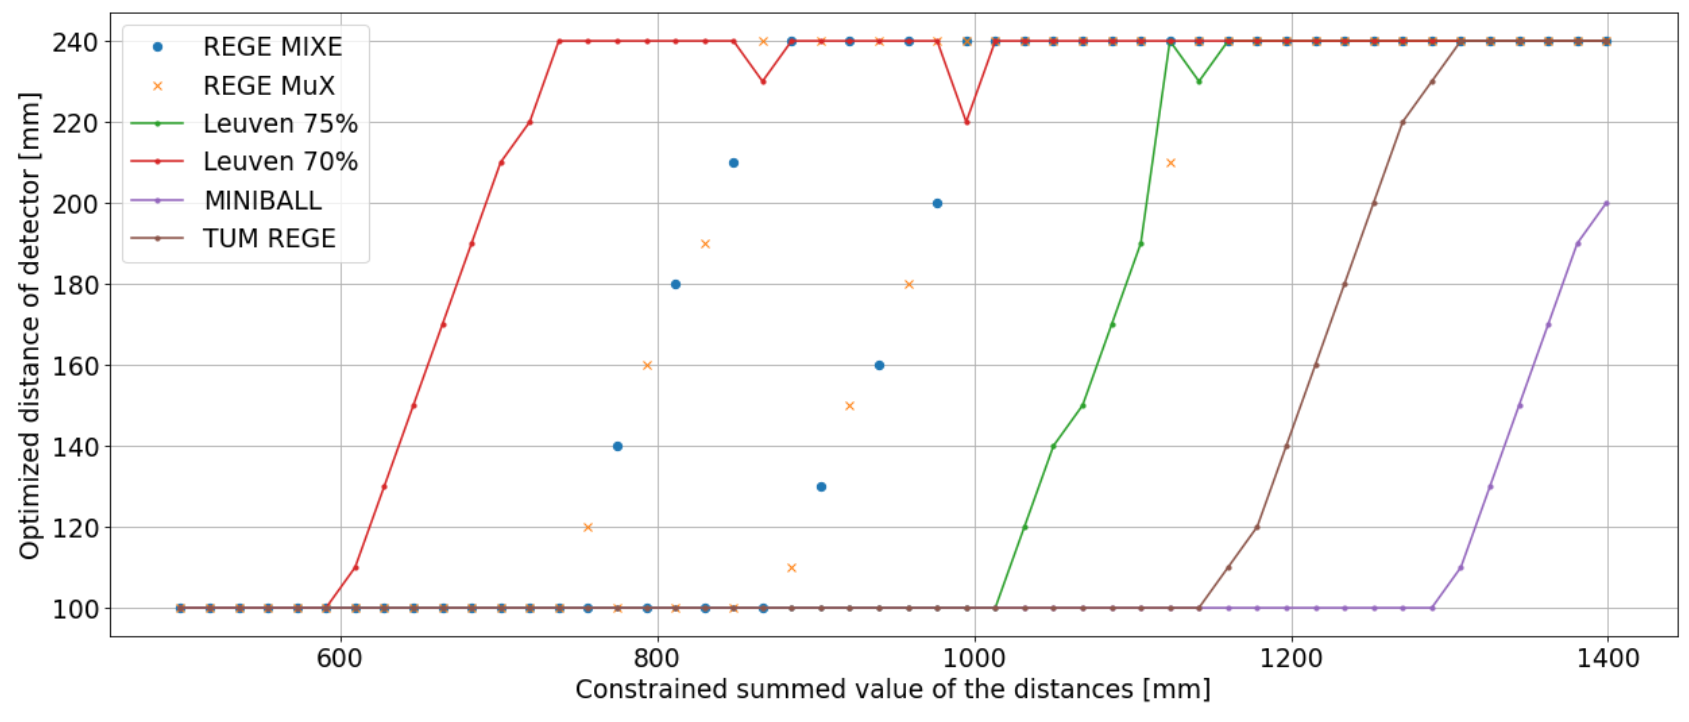 Optimized distance of detector [mm]
240
220
200
180
160
140
120
100
REGE MIXE
REGE MuX
Leuven 75%
Leuven 70%
MINIBALL
TUM REGE
600
800
1000
1200
1400
Constrained summed value of the distances [mm]